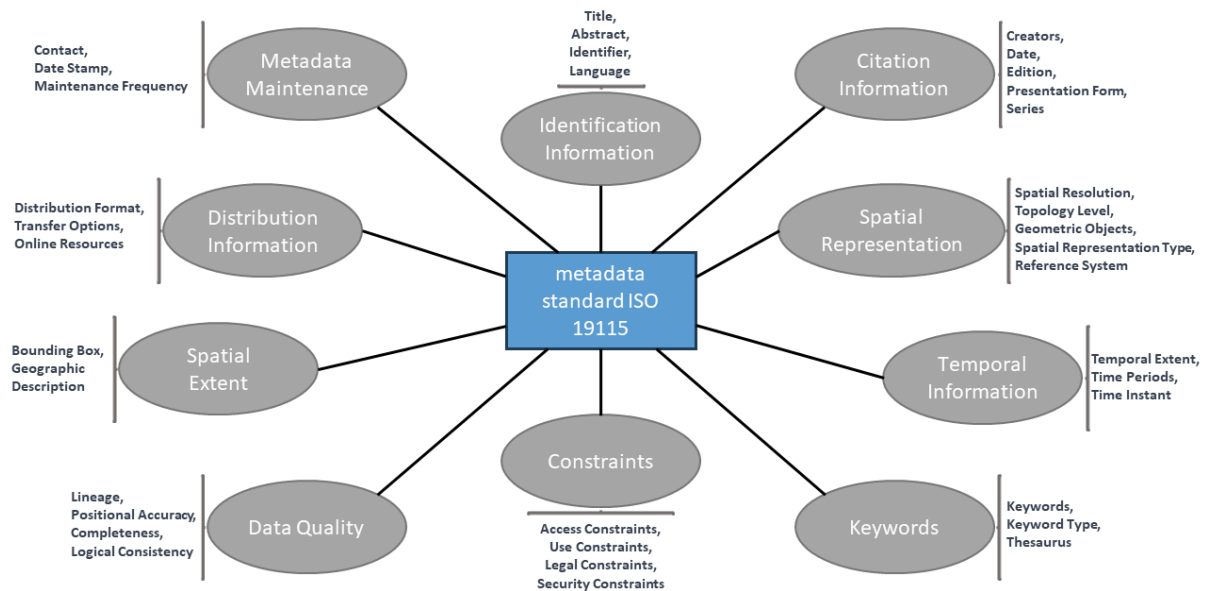 Title,
Abstract,
Identifier,
Language
Identification
Information
Contact,
Date Stamp,
Maintenance Frequency
Metadata
Maintenance
Citation
Information
Creators,
Date,
Edition,
Presentation Form,
Series
Distribution Format,
Transfer Options,
Online Resources
Distribution
Information
Spatial
Representation
Spatial Resolution,
Topology Level,
Geometric Objects,
Spatial Representation Type,
Reference System
metadata
standard ISO
19115
Bounding Box,
Geographic
Description
Spatial
Extent
Temporal
Information
Temporal Extent,
Time Periods,
Time Instant
Lineage,
Positional Accuracy,
Completeness,
Logical Consistency
Data Quality
Constraints
Access Constraints,
Use Constraints,
Legal Constraints,
Security Constraints
Keywords
Keywords,
Keyword Type,
Thesaurus